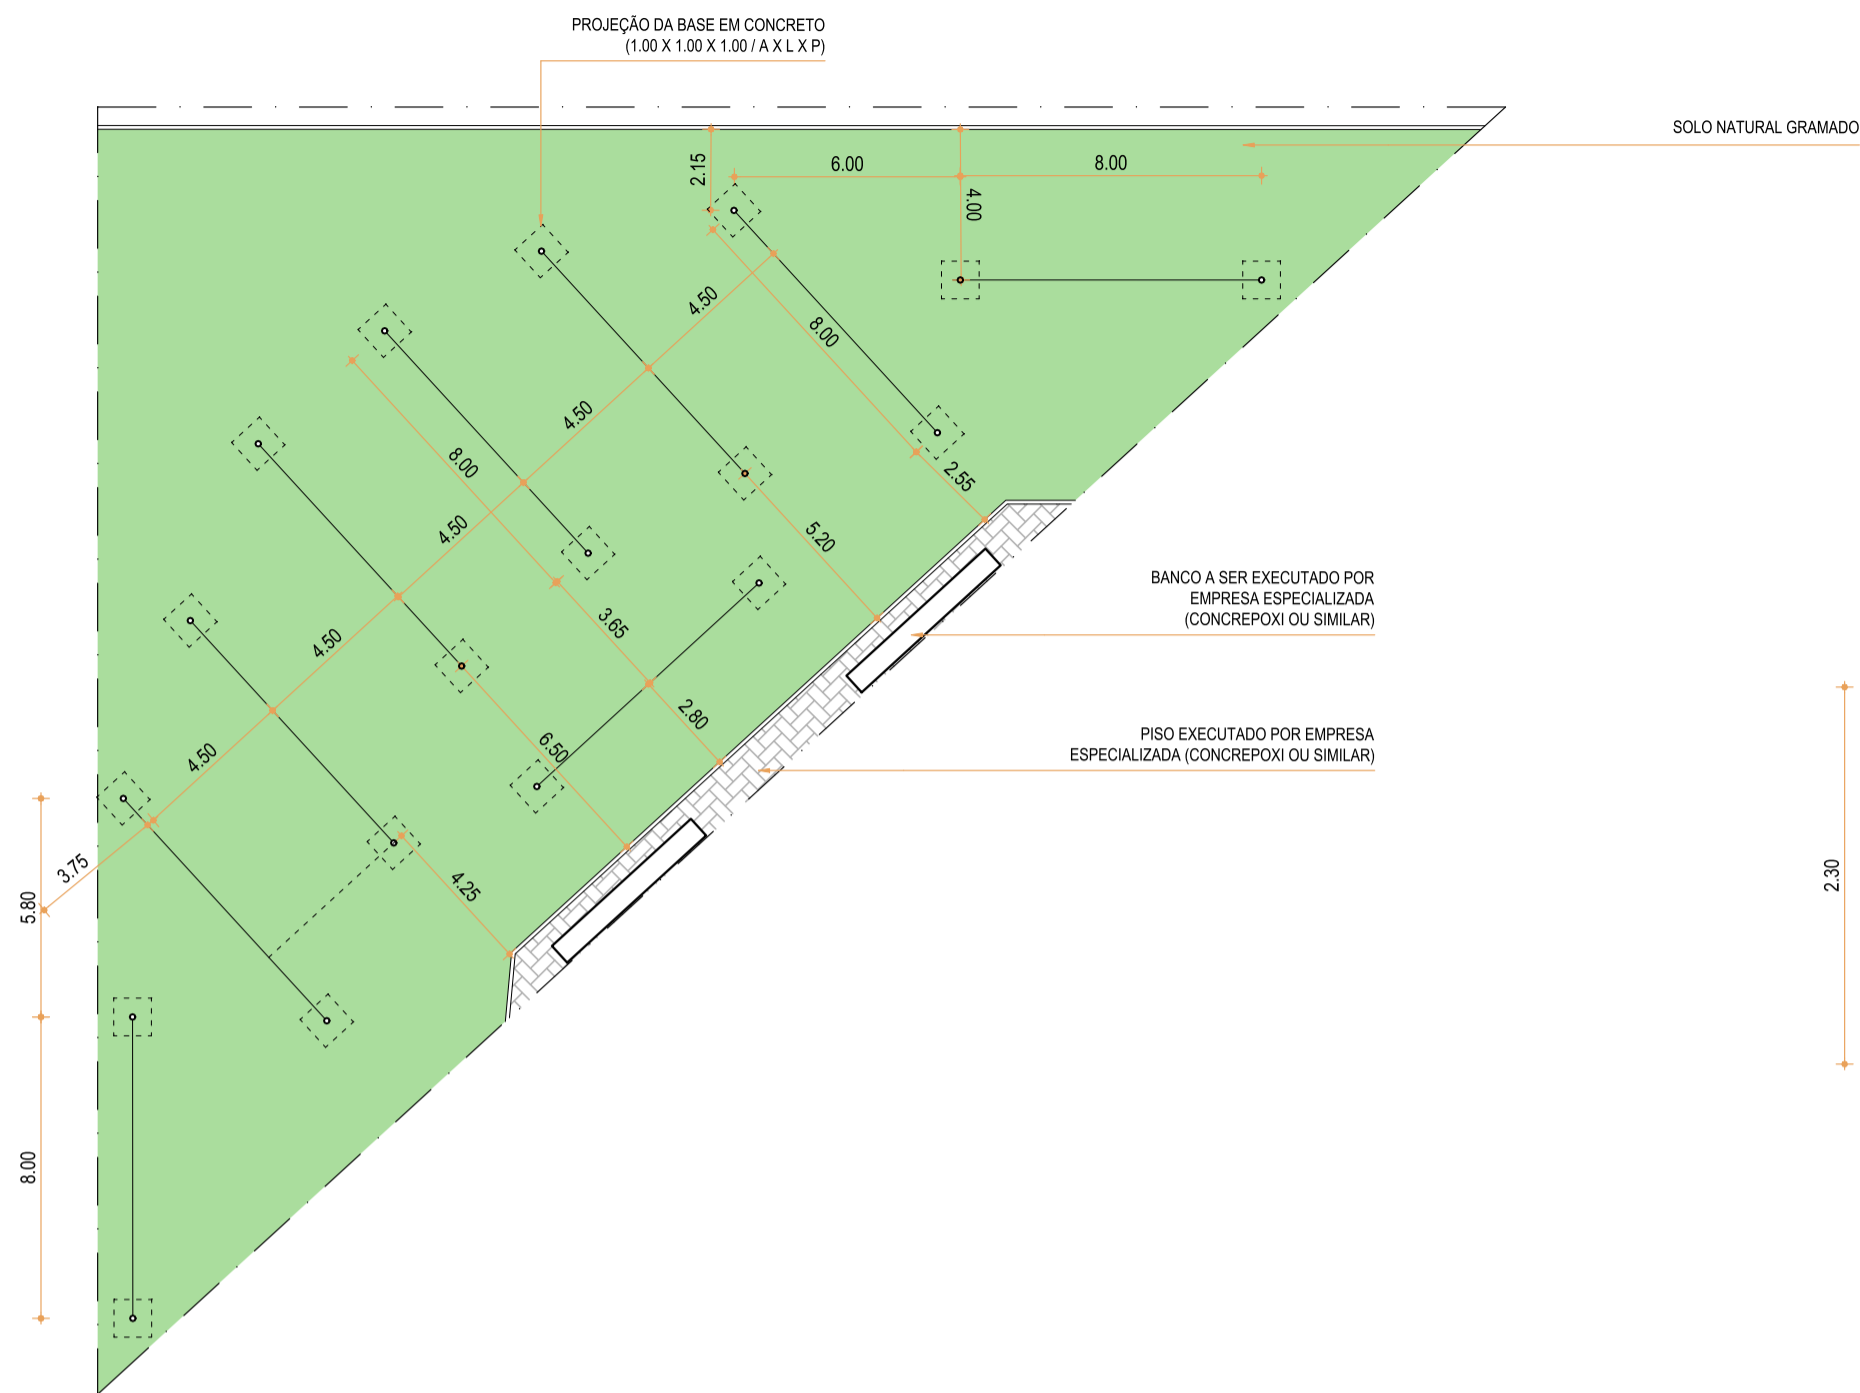 PROJEÇÃO DA BASE EM CONCRETO
(1.00 X 1.00 X 1.00 / A X L X P)
SOLO NATURAL GRAMADO
2.15
6.00
8.00
4.00
4.50
8.00
4.50
8.00
2.55
4.50
5.20
BANCO A SER EXECUTADO POR
EMPRESA ESPECIALIZADA
(CONCREPOXI OU SIMILAR)
4.50
3.65
2.80
PISO EXECUTADO POR EMPRESA
ESPECIALIZADA (CONCREPOXI OU SIMILAR)
4.50
6.50
3.75
4.25
5.80
2.30
8.00